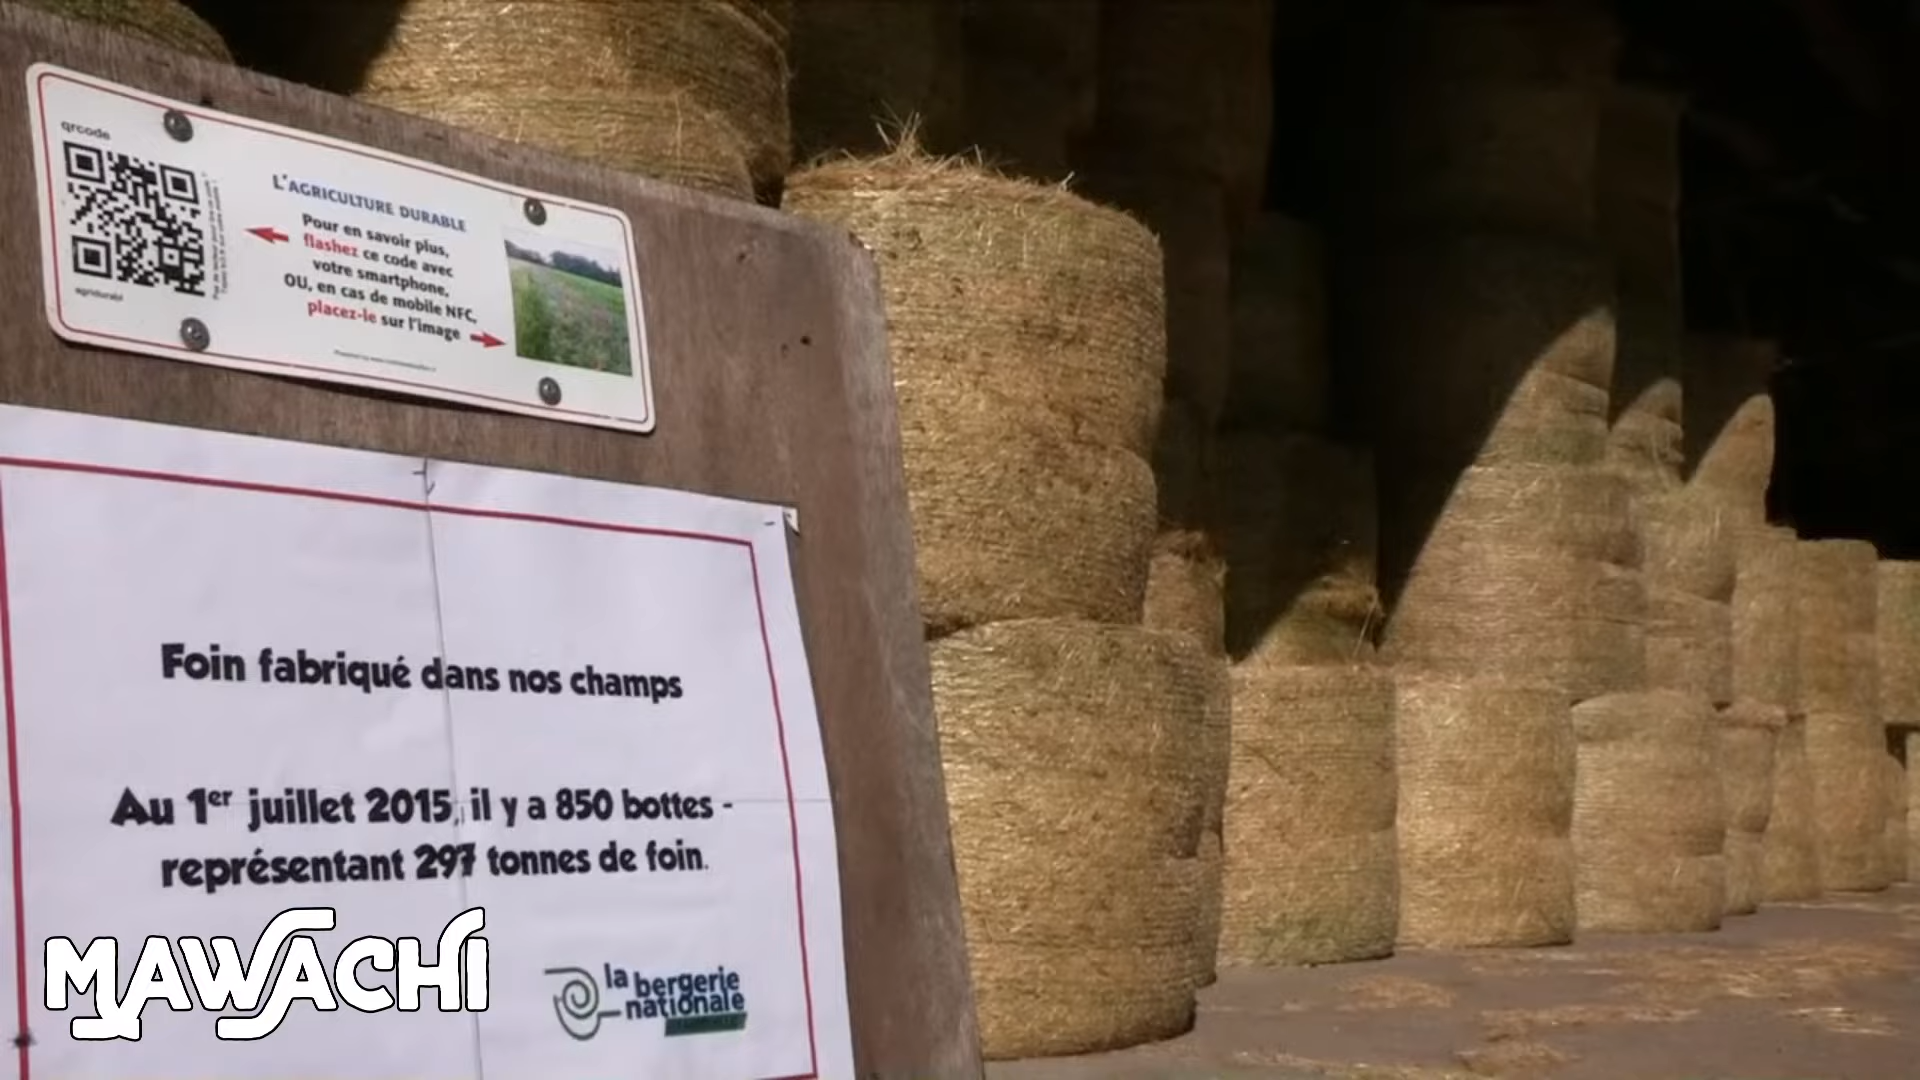 qrcode
agridurabl
L'AGRICULTURE DURABLE
Pour en savoir plus,
flashez ce code avec
votre smartphone,
OU, en cas de mobile NFC,
placez-le sur l'image
Foin fabriqué dans nos champs
Au 1er juillet 2015, il y a 850 bottes -
représentant 297 tonnes de foin.
la bergerie
nationale
MAWACHI